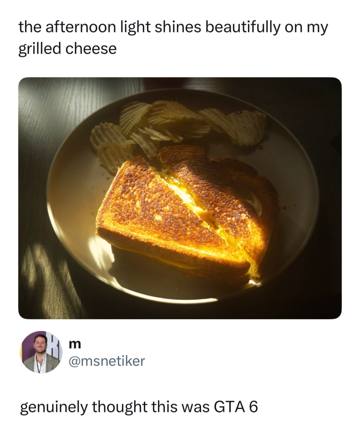 the afternoon light shines beautifully on my
grilled cheese
m
@msnetiker
genuinely thought this was GTA 6